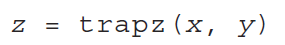 z = trapz(x, y)